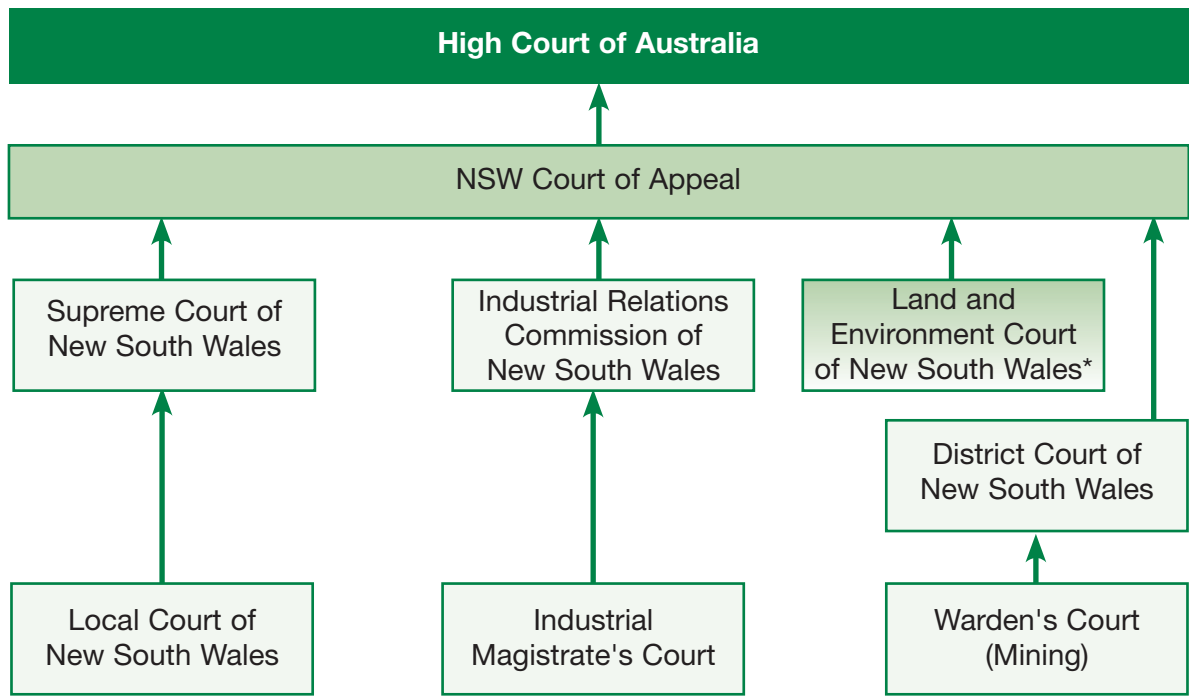 High Court of Australia
NSW Court of Appeal
Supreme Court of
New South Wales
Industrial Relations
Commission of
New South Wales
Land and
Environment Court
of New South Wales*
District Court of
New South Wales
Local Court of
New South Wales
Industrial
Magistrate's Court
Warden's Court
(Mining)